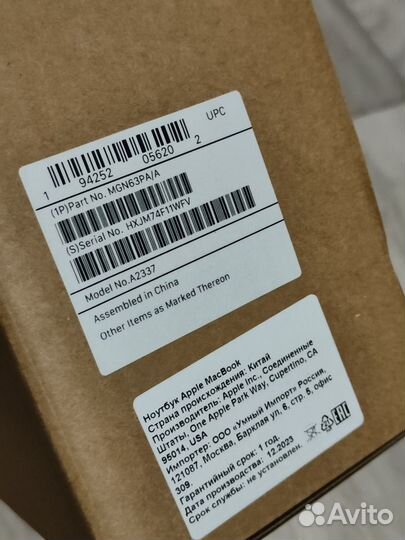 UPC
1 94252 05620 2
(1P)Part No. MGN63PA/A
(S)Serial No. HXJM74F11WFV
Model No.A2337
Assembled in China
Other Items as Marked Thereon
Ноутбук Apple MacBook
Страна происхождения: Китай
Производитель: Apple Inc., Соединенные
Штаты, One Apple Park Way, Cupertino, CA
95014, USA
Импортер: ООО «Умный Импорт» Россия,
121087, Москва, Барклая ул, 6, стр. 5, офис
309.
Гарантийный срок: 1 год.
Дата производства: 12.2023
Срок службы: не установлен.
EAC
Avito